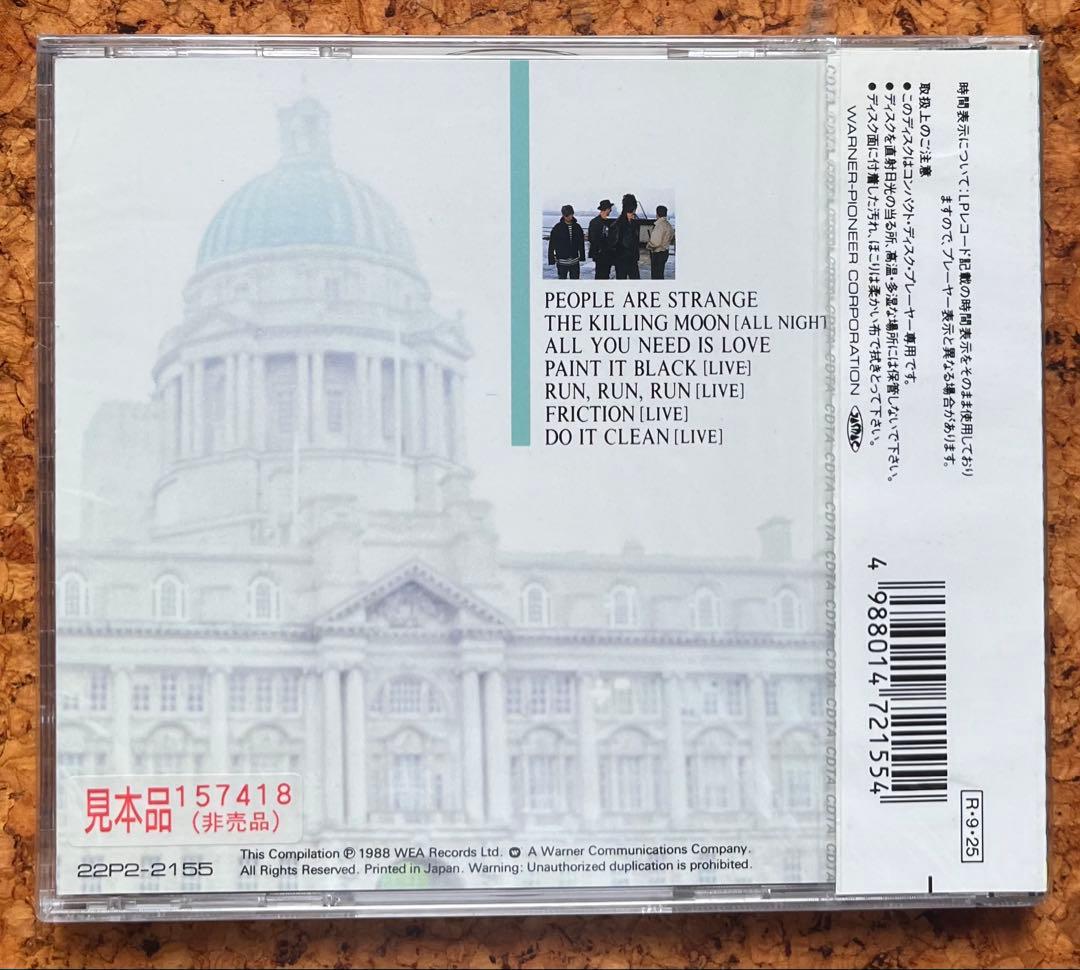 PEOPLE ARE STRANGE
THE KILLING MOON [ALL NIGHT
ALL YOU NEED IS LOVE
PAINT IT BLACK [LIVE]
RUN, RUN, RUN [LIVE]
FRICTION [LIVE]
DO IT CLEAN [LIVE]
見本品 157418
(非売品)
22P2-2155
This Compilation ℗ 1988 WEA Records Ltd. A Warner Communications Company.
All Rights Reserved. Printed in Japan. Warning: Unauthorized duplication is prohibited.
CDTA CDTA CDTA CDTA CDTA CDTA CDTA
時間表示について:LPレコード記載の時間表示をそのまま使用しており
ますので、プレーヤー表示と異なる場合があります。
取扱上のご注意
●このディスクはコンパクト・ディスク・プレーヤー専用です。
●ディスクを直射日光の当る所、高温・多湿な場所には保管しないで下さい。
●ディスク面に付着した汚れ、ほこりは柔かい布で拭きとって下さい。
WARNER-PIONEER CORPORATION JASRAC
4 988014 721554
R・9・25